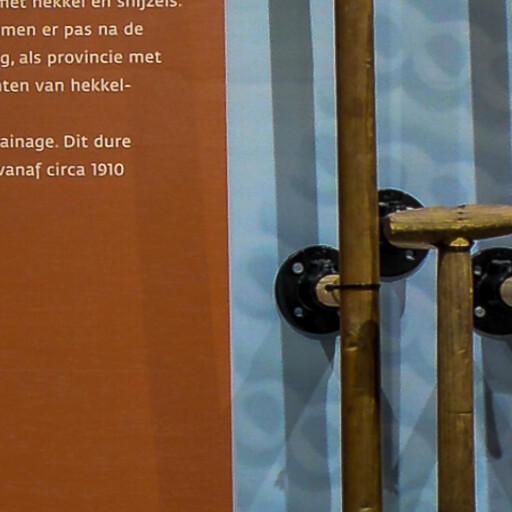 met hekkel en snijzeis.
men er pas na de
g, als provincie met
nten van hekkel-
ainage. Dit dure
vanaf circa 1910